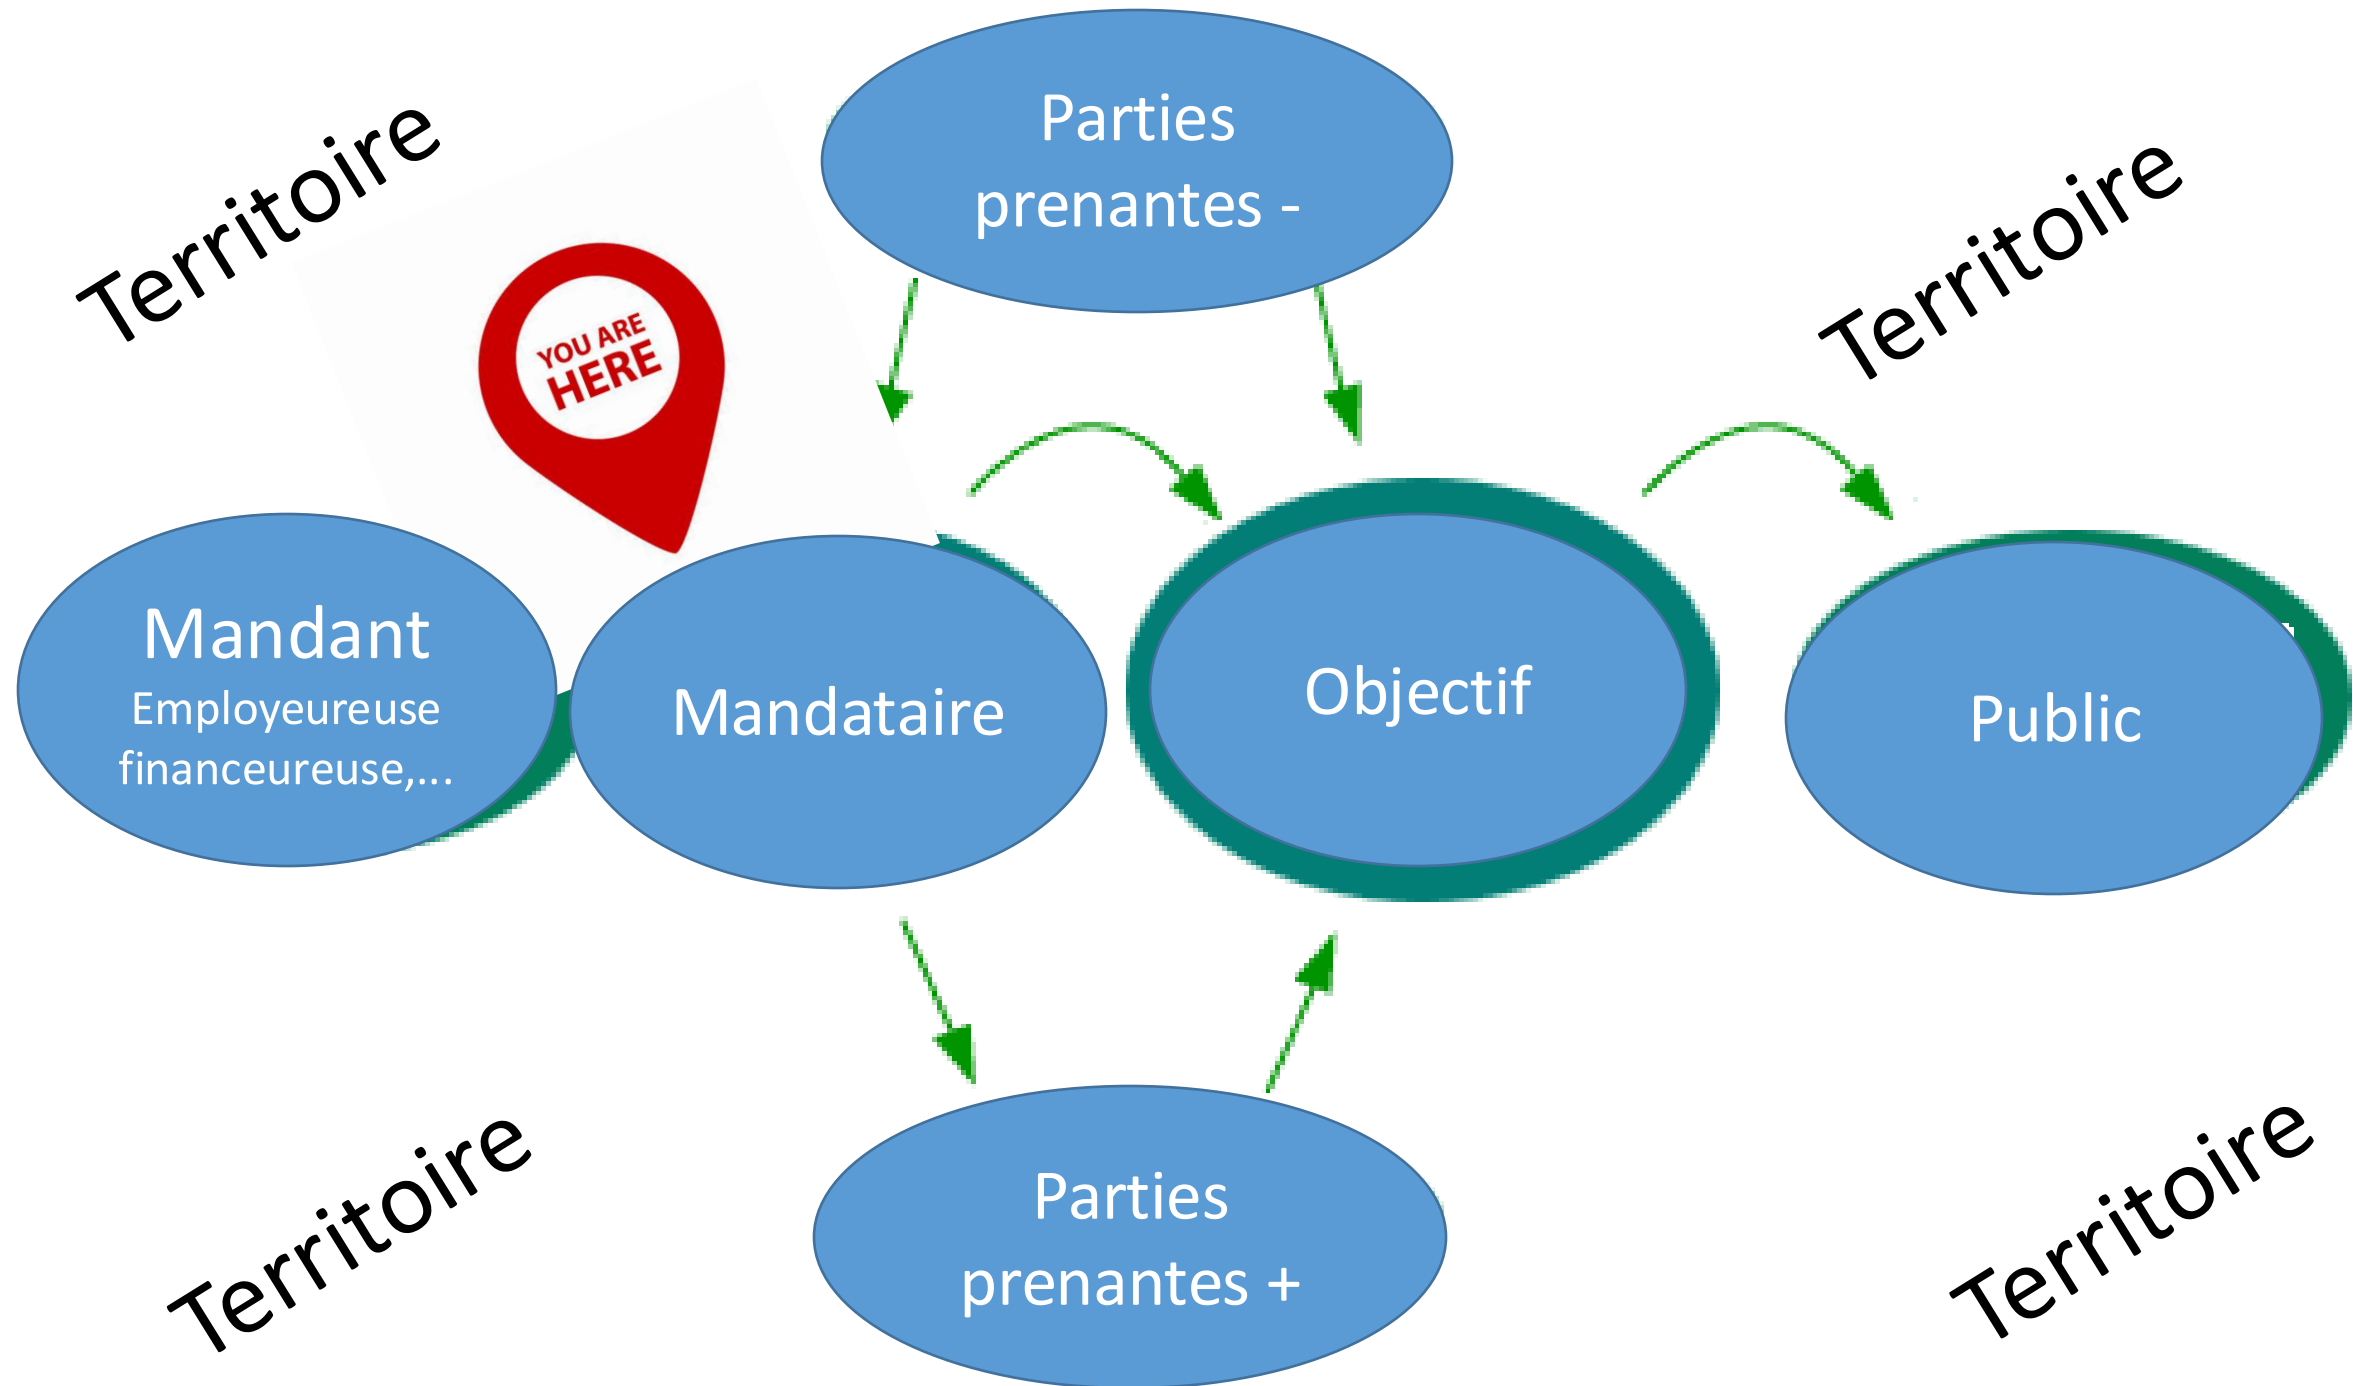 Parties
prenantes -
Territoire
Territoire
YOU ARE
HERE
Mandant
Employeureuse
financeureuse,...
Mandataire
Objectif
Public
Parties
prenantes +
Territoire
Territoire